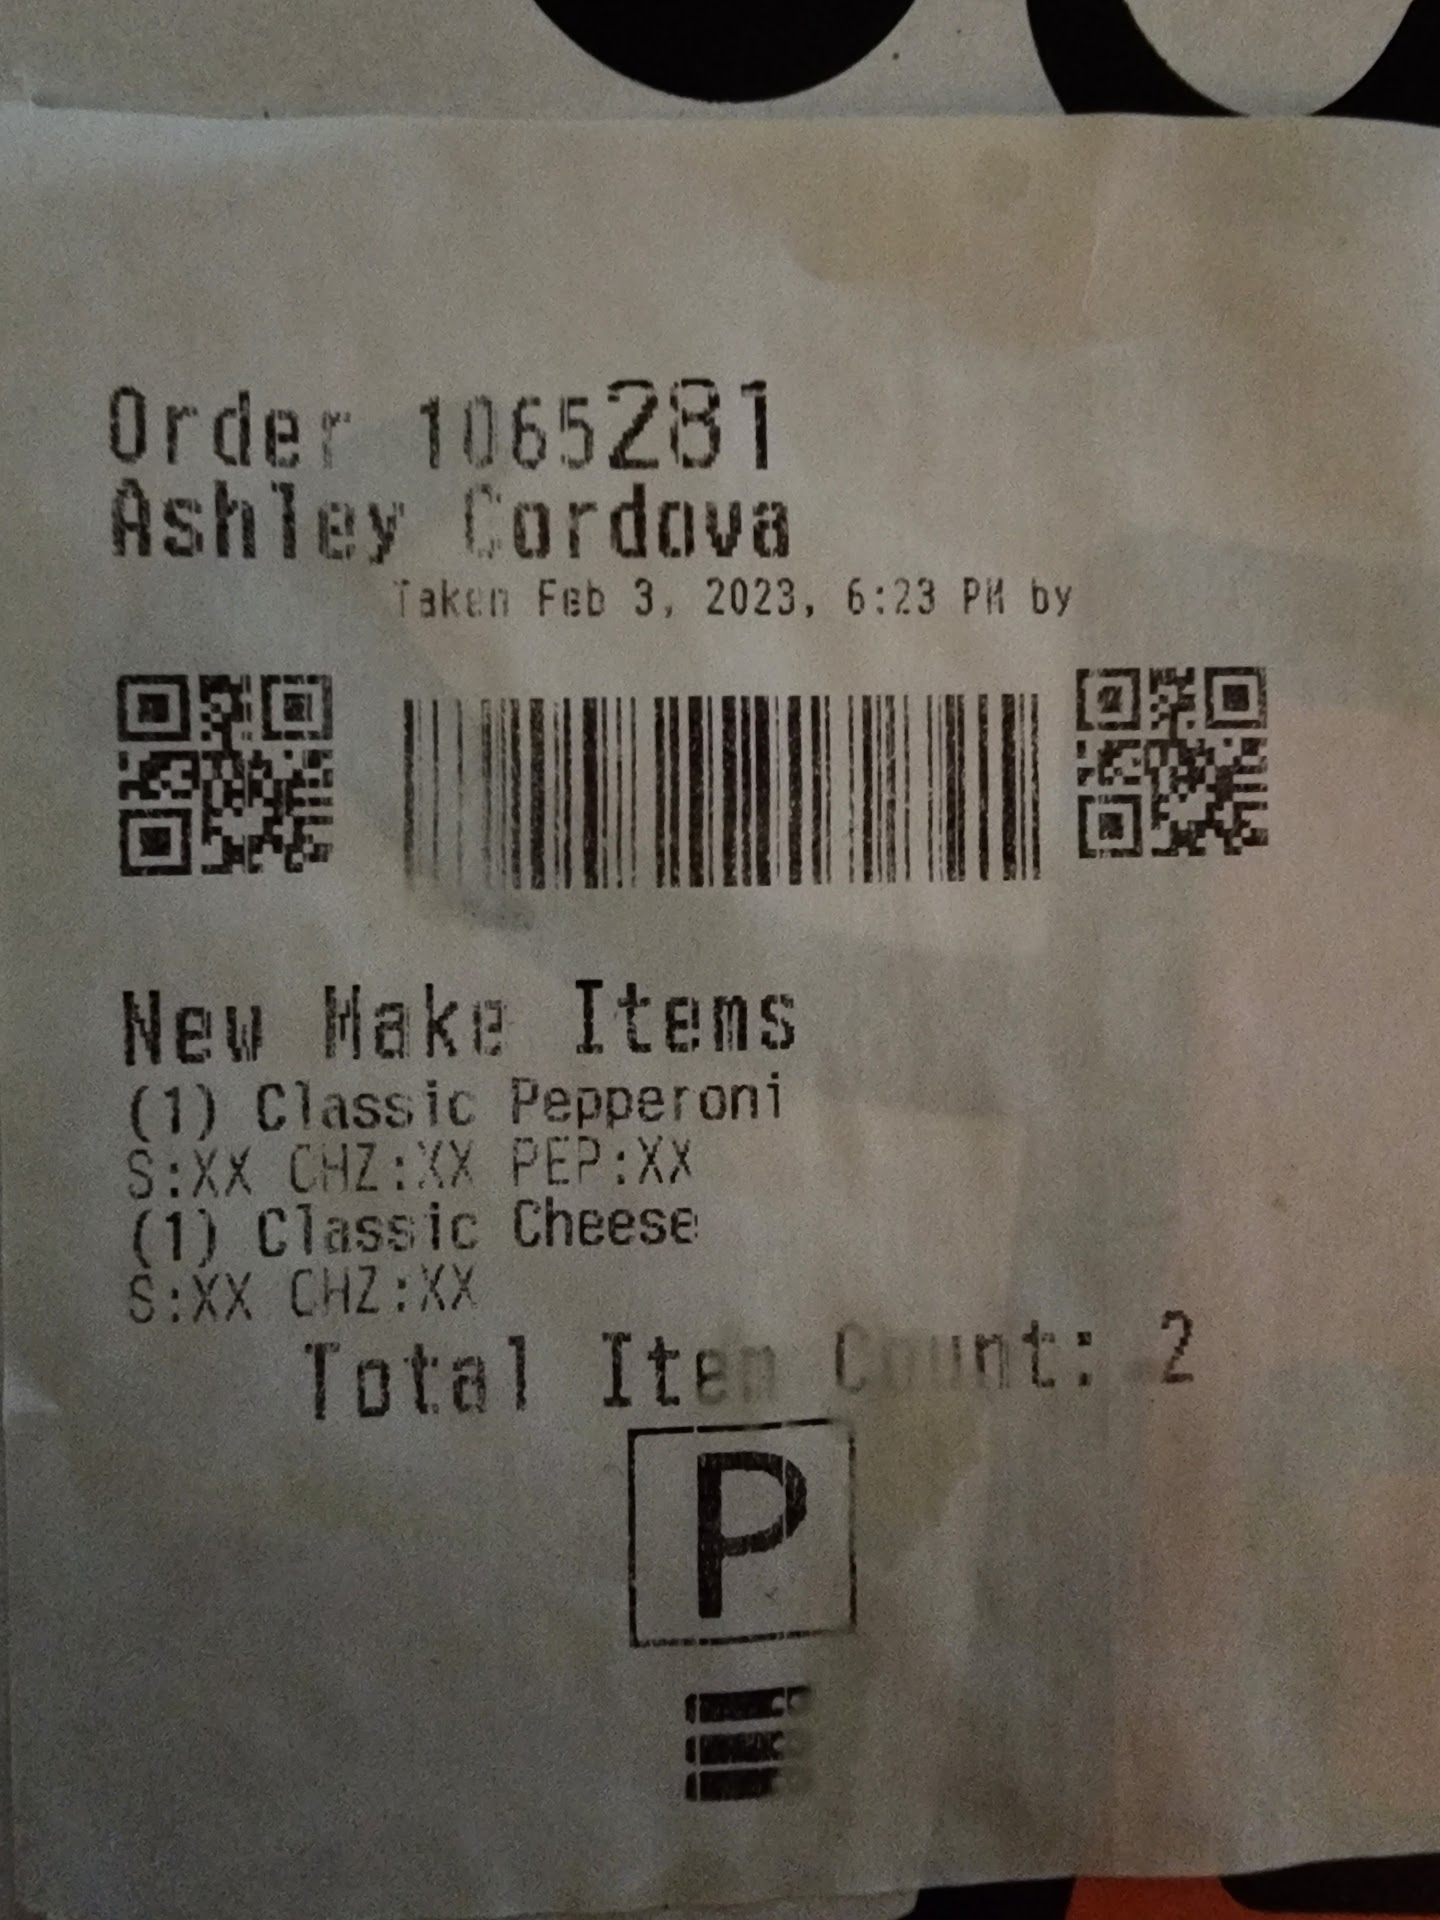 Order 1065281
Ashley Cordova
Taken Feb 3, 2023, 6:23 PM by
New Make Items
(1) Classic Pepperoni
S:XX CHZ:XX PEP:XX
(1) Classic Cheese
S:XX CHZ:XX
Total Item Count: 2
P